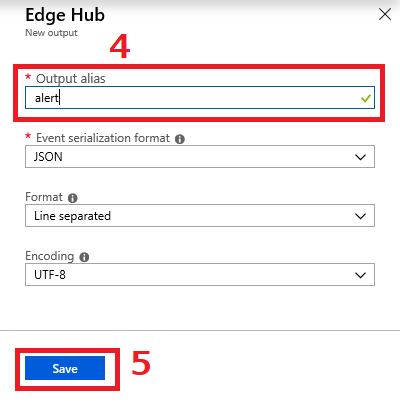 Edge Hub
New output
4
* Output alias
alert
* Event serialization format
JSON
Format
Line separated
Encoding
UTF-8
Save
5